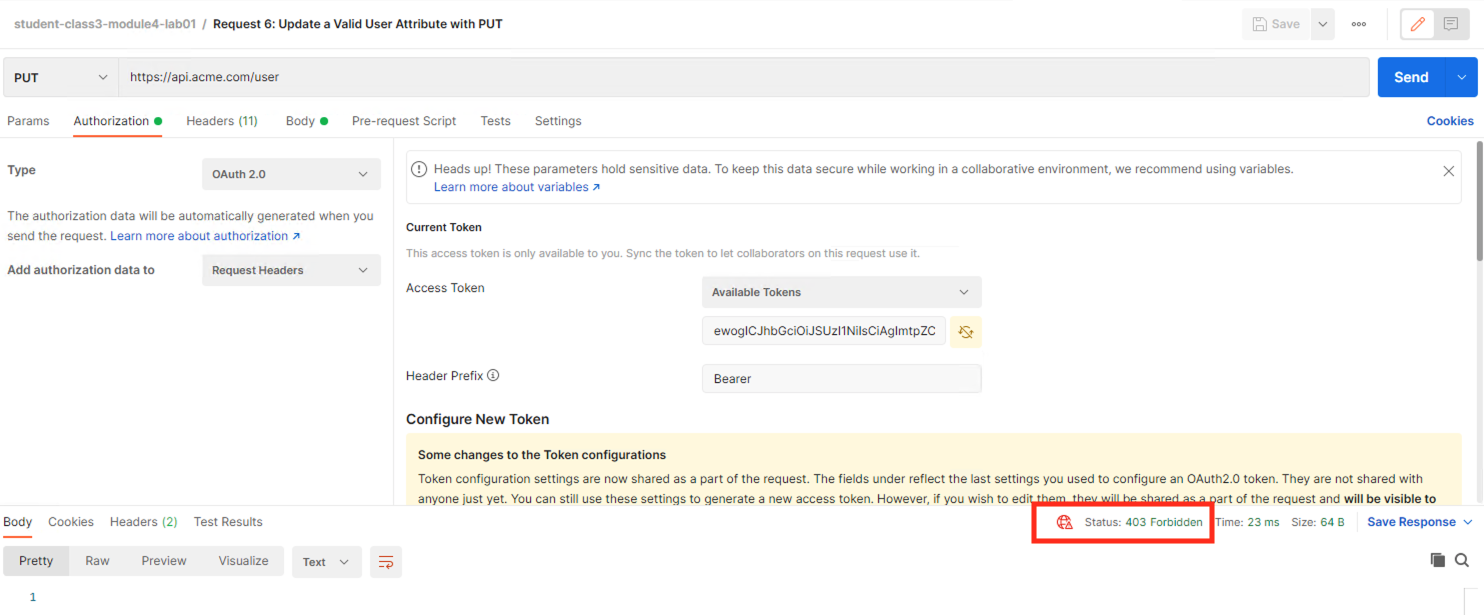 student-class3-module4-lab01 / Request 6: Update a Valid User Attribute with PUT
Save
PUT
https://api.acme.com/user
Send
Params
Authorization
Headers (11)
Body
Pre-request Script
Tests
Settings
Cookies
Type
OAuth 2.0
The authorization data will be automatically generated when you
send the request. Learn more about authorization ↗
Add authorization data to
Request Headers
Heads up! These parameters hold sensitive data. To keep this data secure while working in a collaborative environment, we recommend using variables.
Learn more about variables ↗
Current Token
This access token is only available to you. Sync the token to let collaborators on this request use it.
Access Token
Available Tokens
ewogICJhbGciOiJSUzI1NiIsCiAgImtpZC
Header Prefix
Bearer
Configure New Token
Some changes to the Token configurations
Token configuration settings are now shared as a part of the request. The fields under reflect the last settings you used to configure an OAuth2.0 token. They are not shared with
anyone just yet. You can still use these settings to generate a new access token. However, if you wish to edit them, they will be shared as a part of the request and will be visible to
Body
Cookies
Headers (2)
Test Results
Status: 403 Forbidden
Time: 23 ms
Size: 64 B
Save Response
Pretty
Raw
Preview
Visualize
Text
1